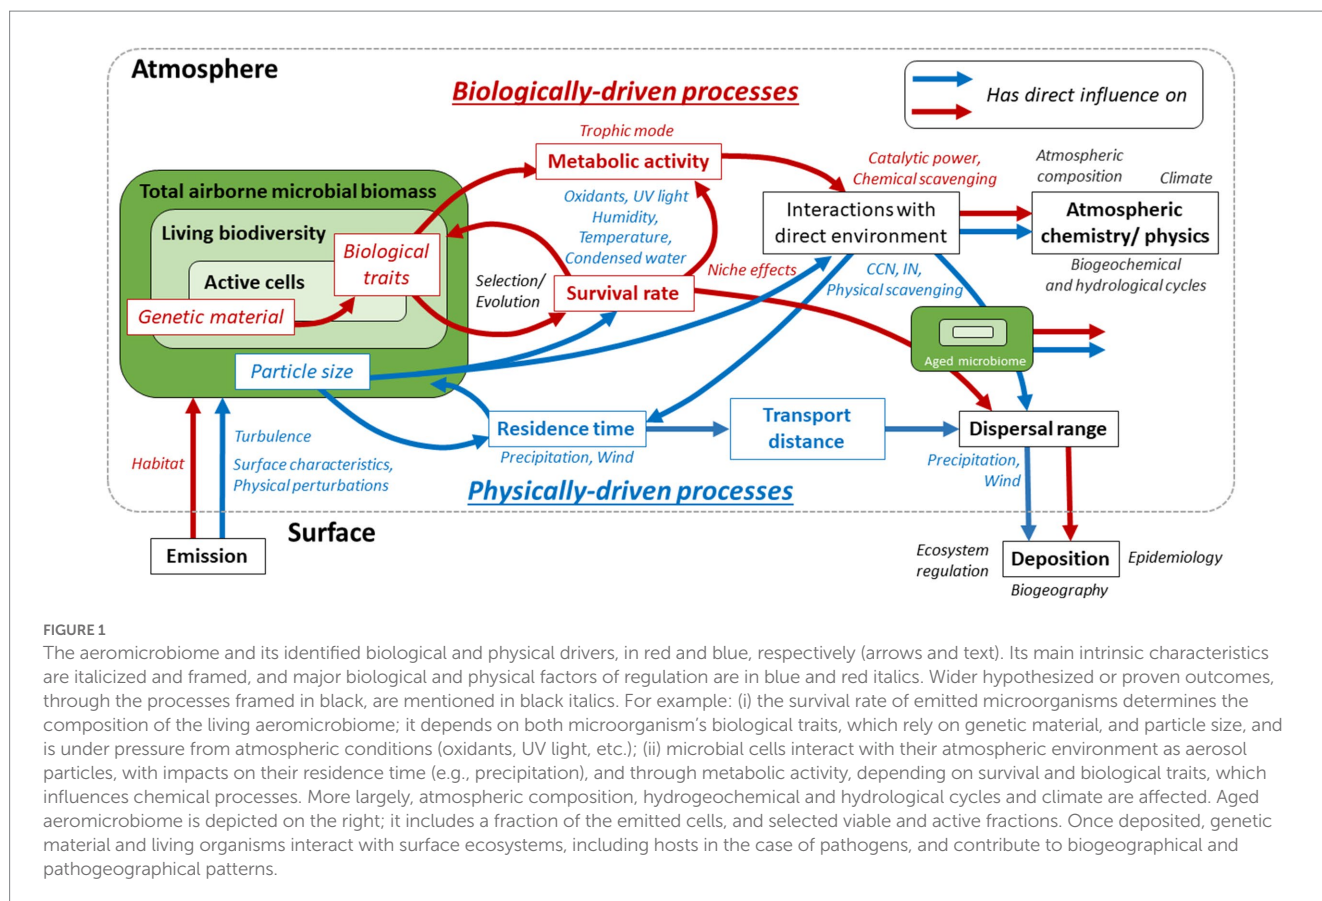 Atmosphere
Biologically-driven processes
Has direct influence on
Trophic mode
Metabolic activity
Catalytic power,
Chemical scavenging
Atmospheric
composition
Climate
Total airborne microbial biomass
Oxidants, UV light
Humidity,
Temperature,
Condensed water
Interactions with
direct environment
Atmospheric
chemistry/ physics
Living biodiversity
Biological
traits
Active cells
Genetic material
Selection/
Evolution
Survival rate
Niche effects
CCN, IN,
Physical scavenging
Biogeochemical
and hydrological cycles
Aged microbiome
Particle size
Residence time
Precipitation, Wind
Transport
distance
Dispersal range
Turbulence
Habitat
Surface characteristics,
Physical perturbations
Precipitation,
Wind
Physically-driven processes
Surface
Emission
Ecosystem
regulation
Deposition
Epidemiology
Biogeography
FIGURE 1
The aeromicrobiome and its identified biological and physical drivers, in red and blue, respectively (arrows and text). Its main intrinsic characteristics
are italicized and framed, and major biological and physical factors of regulation are in blue and red italics. Wider hypothesized or proven outcomes,
through the processes framed in black, are mentioned in black italics. For example: (i) the survival rate of emitted microorganisms determines the
composition of the living aeromicrobiome; it depends on both microorganism's biological traits, which rely on genetic material, and particle size, and
is under pressure from atmospheric conditions (oxidants, UV light, etc.); (ii) microbial cells interact with their atmospheric environment as aerosol
particles, with impacts on their residence time (e.g., precipitation), and through metabolic activity, depending on survival and biological traits, which
influences chemical processes. More largely, atmospheric composition, hydrogeochemical and hydrological cycles and climate are affected. Aged
aeromicrobiome is depicted on the right; it includes a fraction of the emitted cells, and selected viable and active fractions. Once deposited, genetic
material and living organisms interact with surface ecosystems, including hosts in the case of pathogens, and contribute to biogeographical and
pathogeographical patterns.